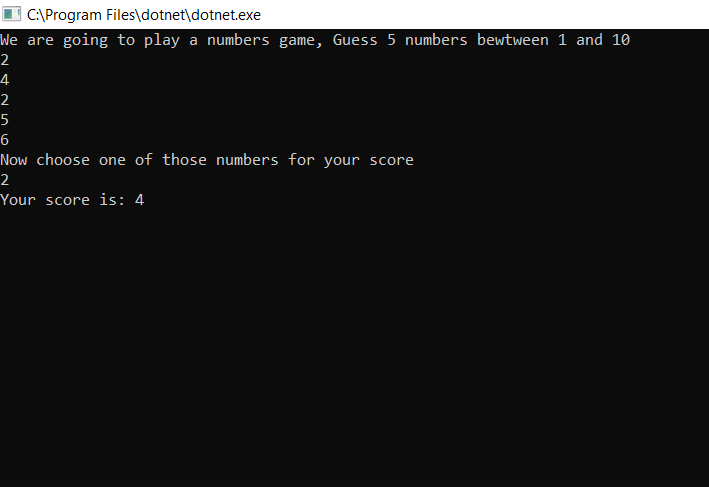 C:\Program Files\dotnet\dotnet.exe
We are going to play a numbers game, Guess 5 numbers bewtween 1 and 10
2
4
2
5
6
Now choose one of those numbers for your score
2
Your score is: 4